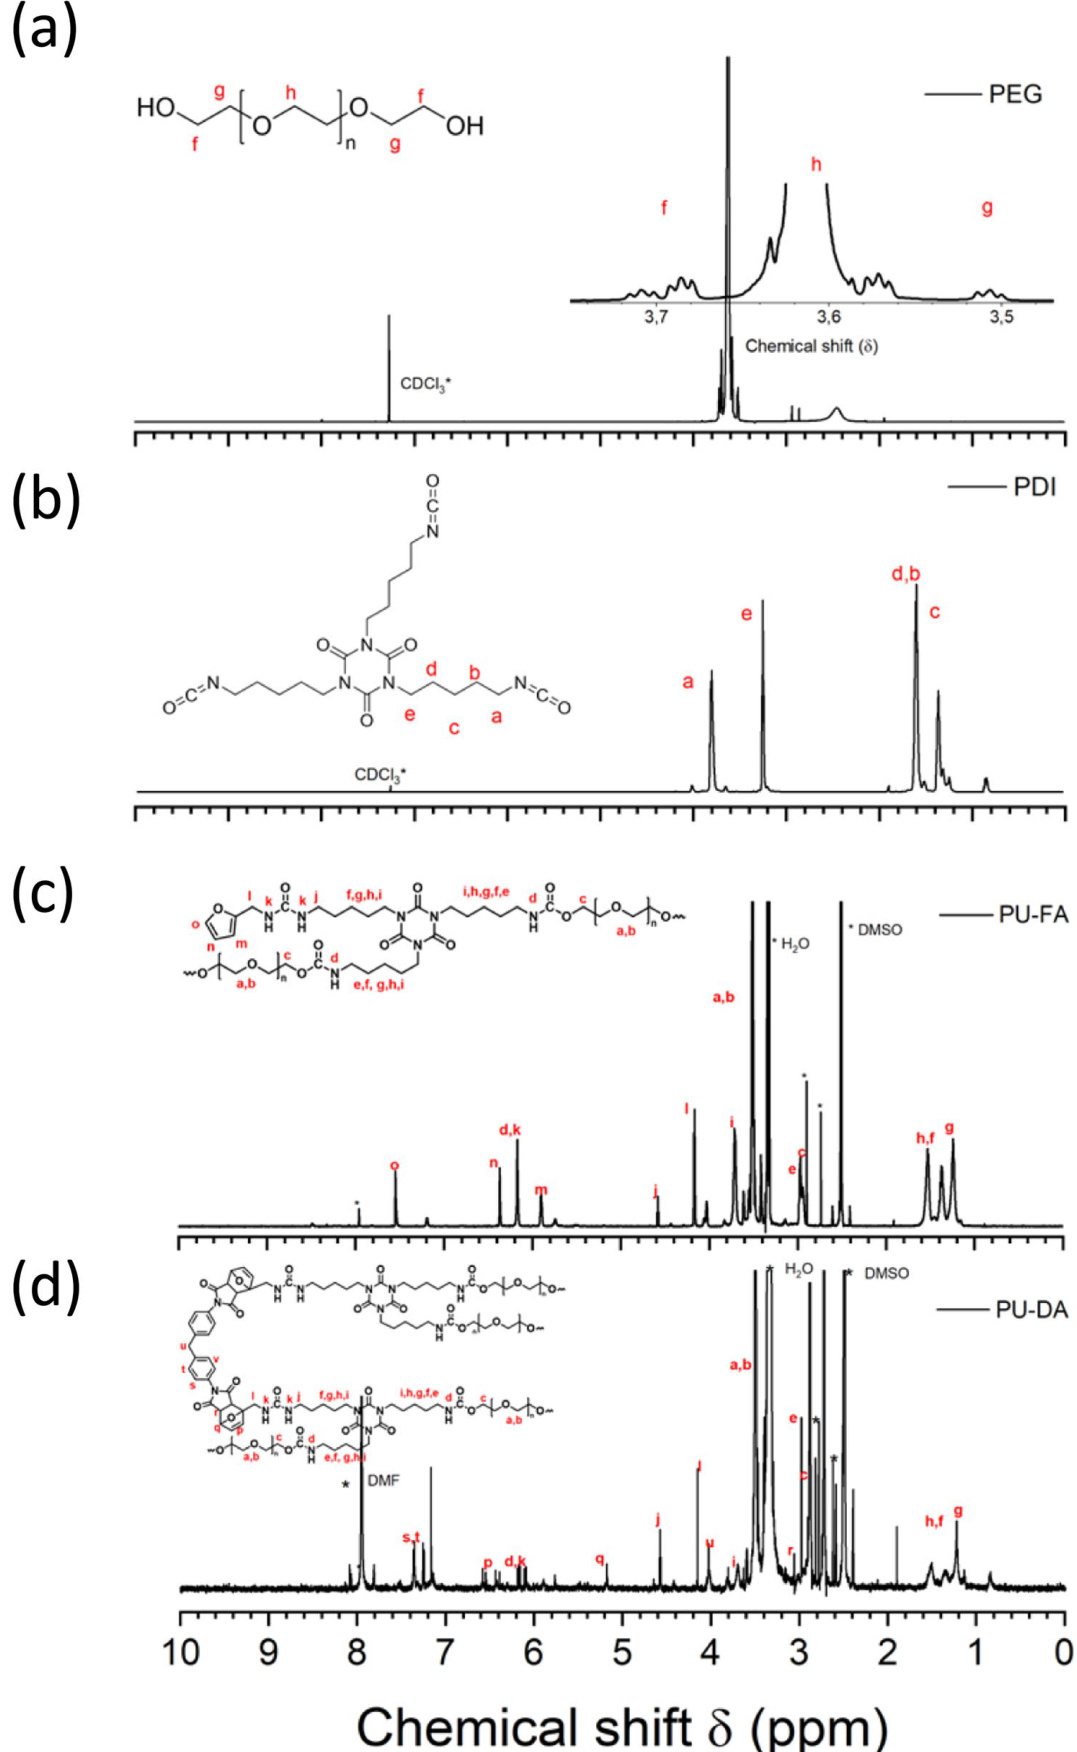 (a)
PEG
g h f
HO O O OH
f n g
f h g
3,7 3,6 3,5
Chemical shift (δ)
CDCl3*
(b)
PDI
O
C
N
O N O
O=C=N N N N=C=O
O
d b
e c a
CDCl3*
a e d,b c
(c)
PU-FA
* H2O
* DMSO
l k k j f,g,h,i i,h,g,f,e d c
o n m a,b
c d
a,b e,f, g,h,i
o * n d,k m j l i a,b e c * * h,f g
(d)
PU-DA
* H2O
* DMSO
u
t v
s
r q p
l k k j f,g,h,i i,h,g,f,e d c
a,b
c d
a,b e,f, g,h,i
* DMF
s,t p d,k q j l u i a,b r e c * * h,f g
10 9 8 7 6 5 4 3 2 1 0
Chemical shift δ (ppm)